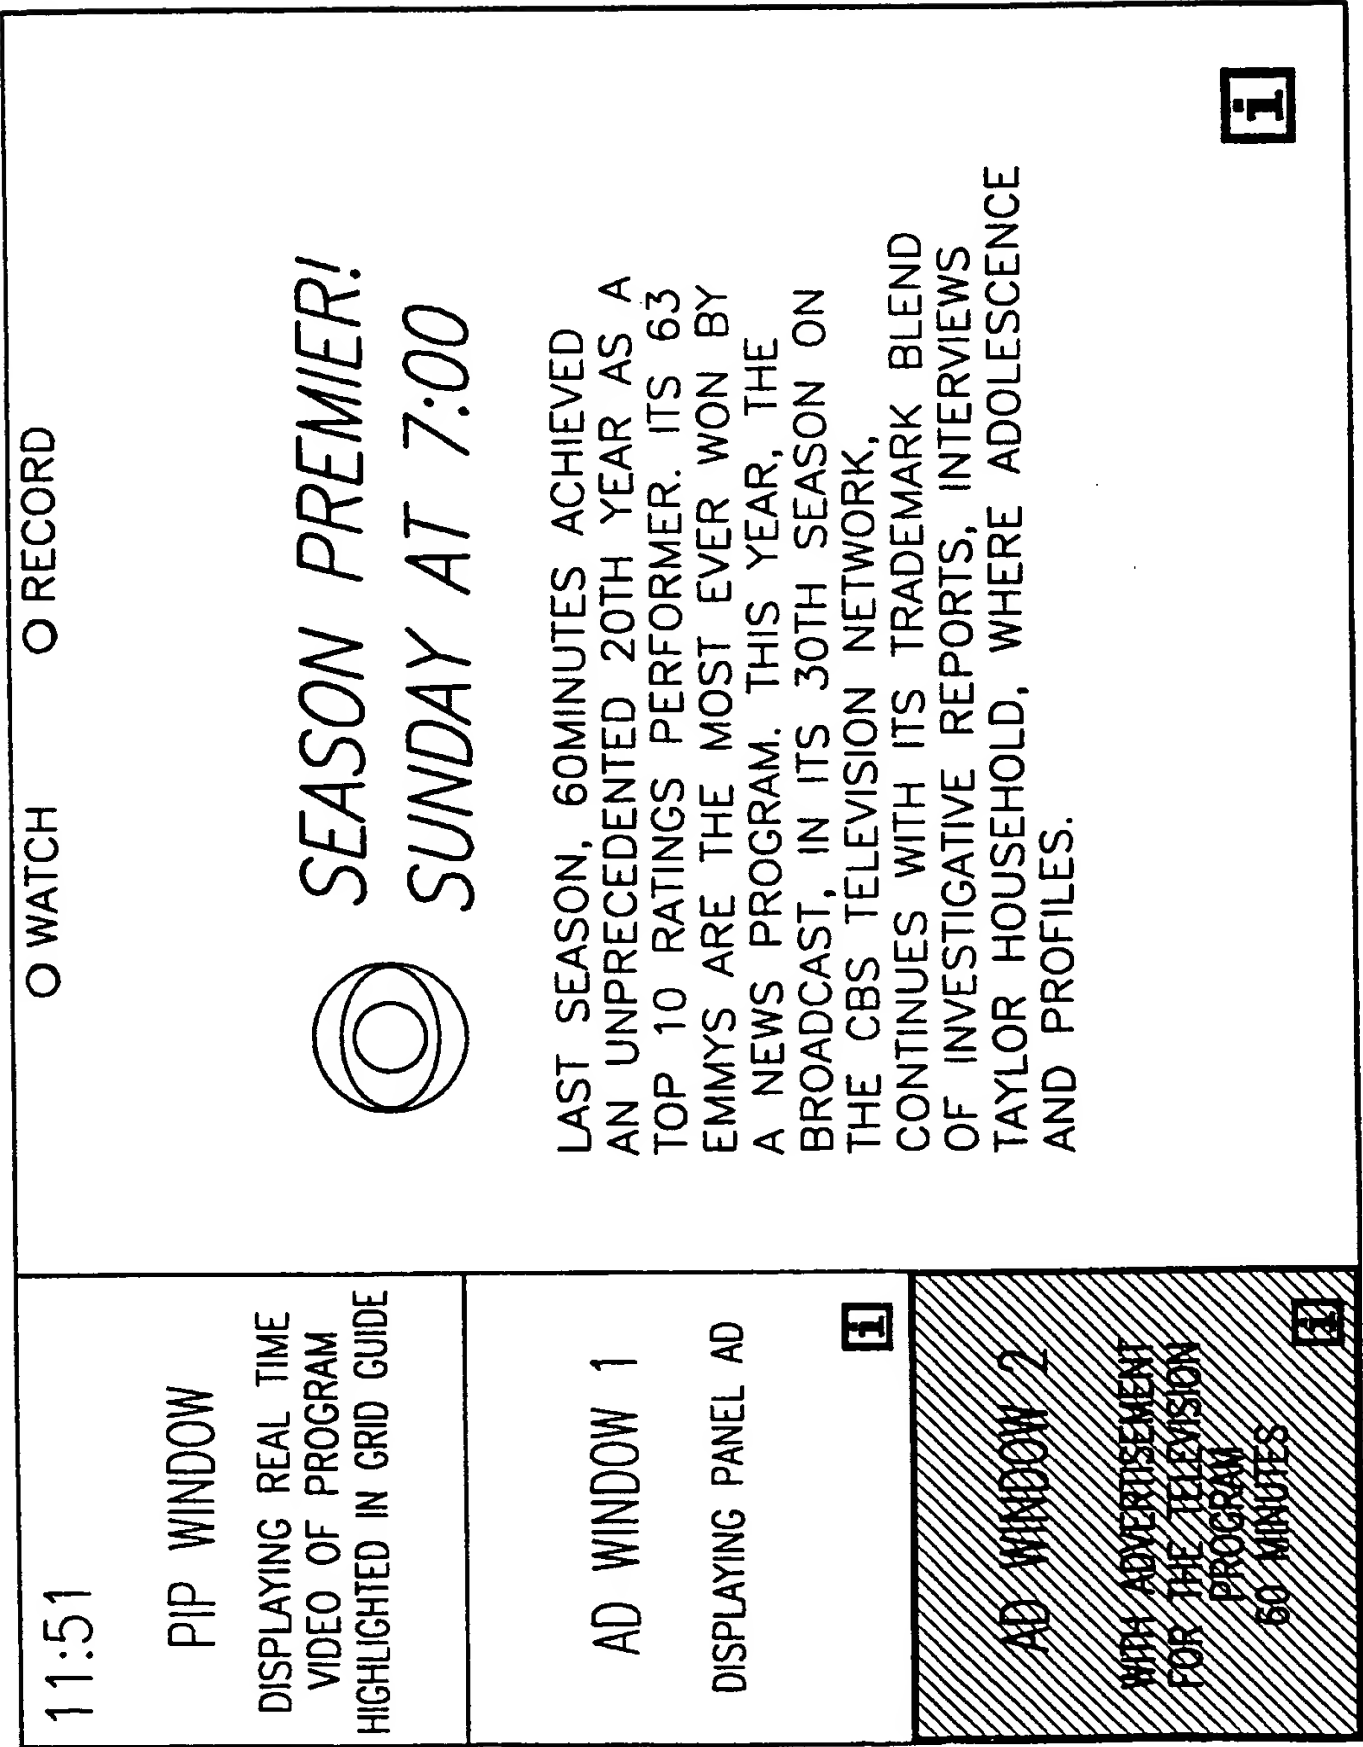 11:51
PIP WINDOW
DISPLAYING REAL TIME
VIDEO OF PROGRAM
HIGHLIGHTED IN GRID GUIDE
AD WINDOW 1
DISPLAYING PANEL AD
i
AD WINDOW 2
WITH ADVERTISEMENT
FOR THE TELEVISION
PROGRAM
60 MINUTES
i
O WATCH O RECORD
SEASON PREMIER!
SUNDAY AT 7:00
LAST SEASON, 60MINUTES ACHIEVED
AN UNPRECEDENTED 20TH YEAR AS A
TOP 10 RATINGS PERFORMER. ITS 63
EMMYS ARE THE MOST EVER WON BY
A NEWS PROGRAM. THIS YEAR, THE
BROADCAST, IN ITS 30TH SEASON ON
THE CBS TELEVISION NETWORK,
CONTINUES WITH ITS TRADEMARK BLEND
OF INVESTIGATIVE REPORTS, INTERVIEWS
TAYLOR HOUSEHOLD, WHERE ADOLESCENCE
AND PROFILES.
i